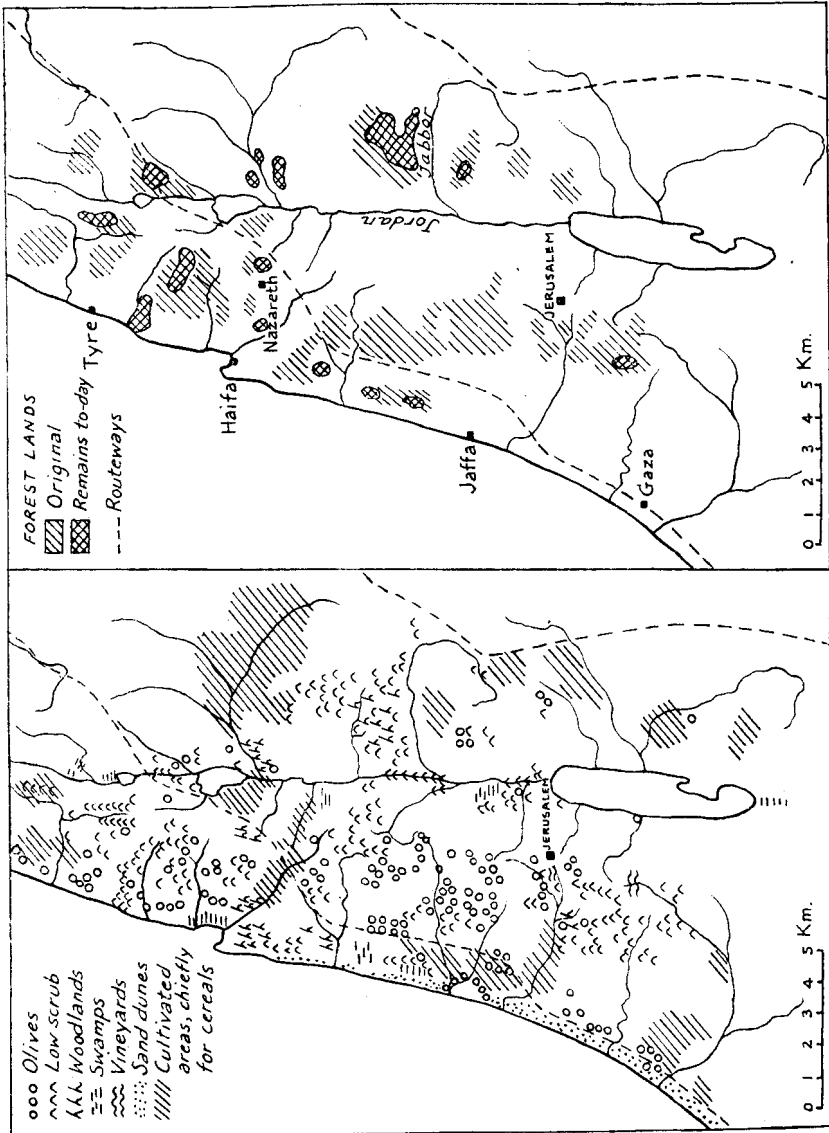 FOREST LANDS
Original
Remains to-day
Routeways
Tyre
Haifa
Nazareth
Jabbor
Jordan
JERUSALEM
Jaffa
Gaza
0 1 2 3 4 5 Km.
Olives
Low scrub
Woodlands
Swamps
Vineyards
Sand dunes
Cultivated
areas, chiefly
for cereals
JERUSALEM
0 1 2 3 4 5 Km.